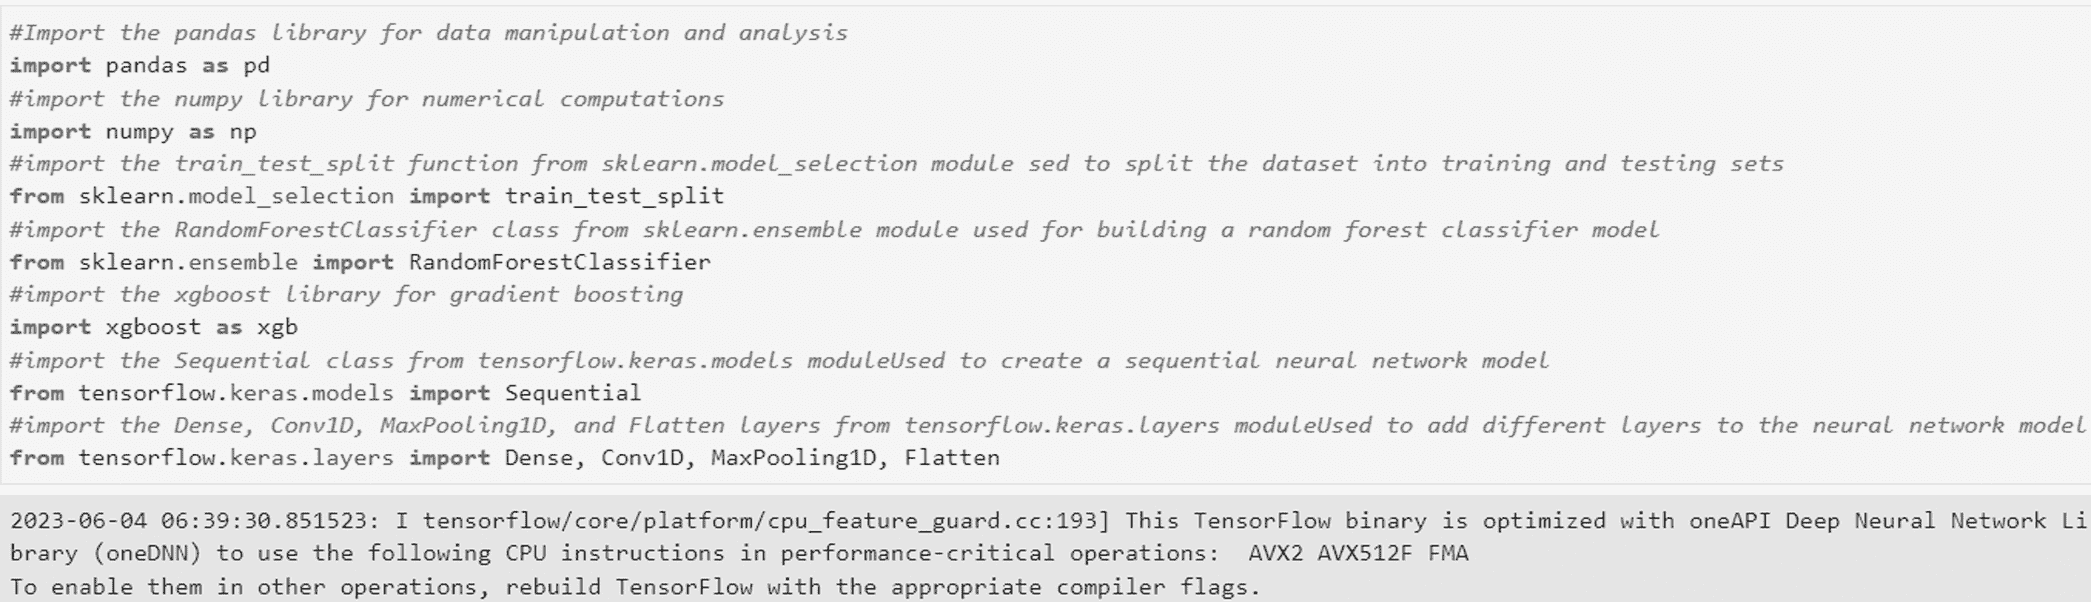 #Import the pandas library for data manipulation and analysis
import pandas as pd
#import the numpy library for numerical computations
import numpy as np
#import the train_test_split function from sklearn.model_selection module sed to split the dataset into training and testing sets
from sklearn.model_selection import train_test_split
#import the RandomForestClassifier class from sklearn.ensemble module used for building a random forest classifier model
from sklearn.ensemble import RandomForestClassifier
#import the xgboost library for gradient boosting
import xgboost as xgb
#import the Sequential class from tensorflow.keras.models moduleUsed to create a sequential neural network model
from tensorflow.keras.models import Sequential
#import the Dense, Conv1D, MaxPooling1D, and Flatten layers from tensorflow.keras.layers moduleUsed to add different layers to the neural network model
from tensorflow.keras.layers import Dense, Conv1D, MaxPooling1D, Flatten
2023-06-04 06:39:30.851523: I tensorflow/core/platform/cpu_feature_guard.cc:193] This TensorFlow binary is optimized with oneAPI Deep Neural Network Li
brary (oneDNN) to use the following CPU instructions in performance-critical operations:  AVX2 AVX512F FMA
To enable them in other operations, rebuild TensorFlow with the appropriate compiler flags.